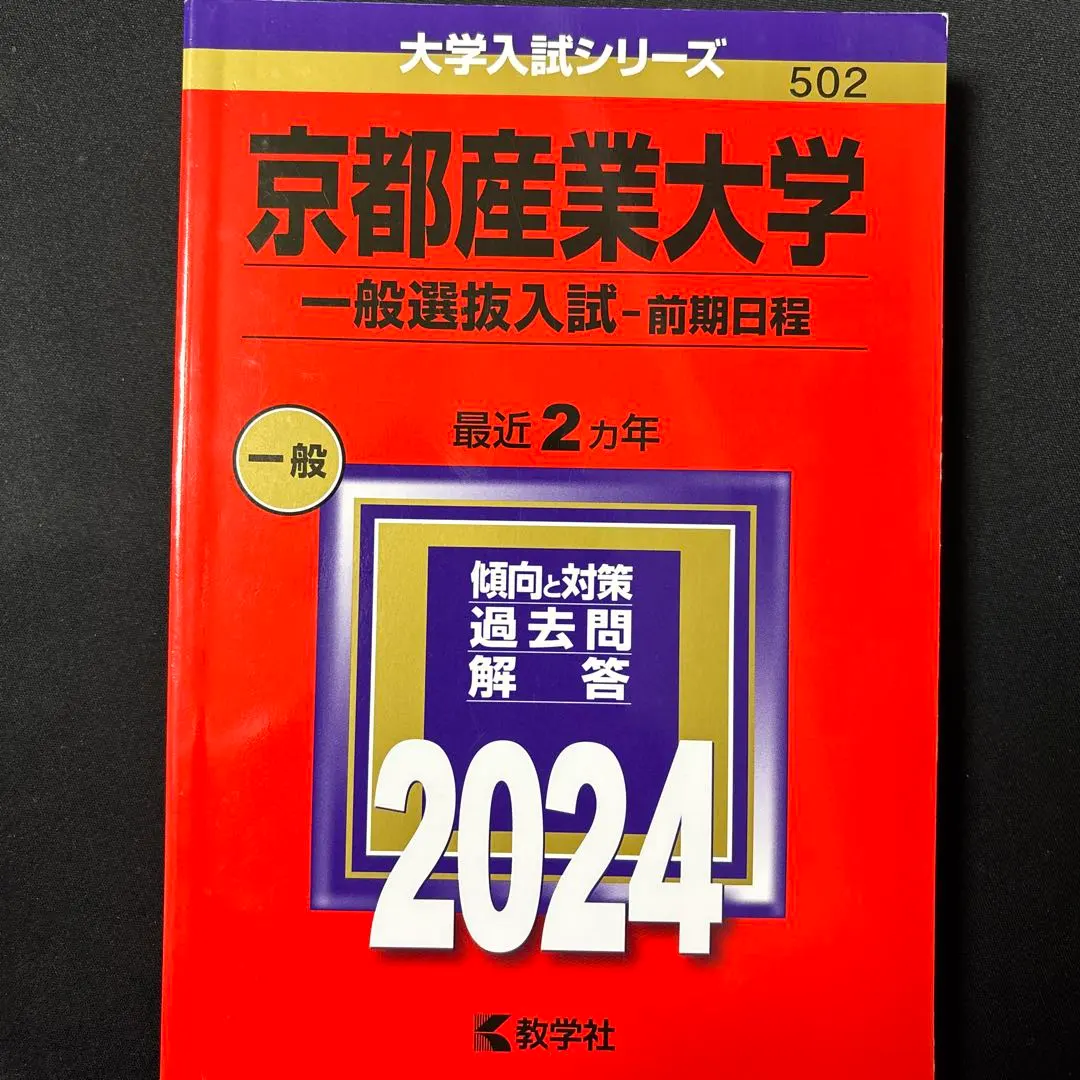 大学入試シリーズ
502
京都産業大学
一般選抜入試-前期日程
最近2カ年
一般
傾向と対策
過去問
解答
2024
教学社